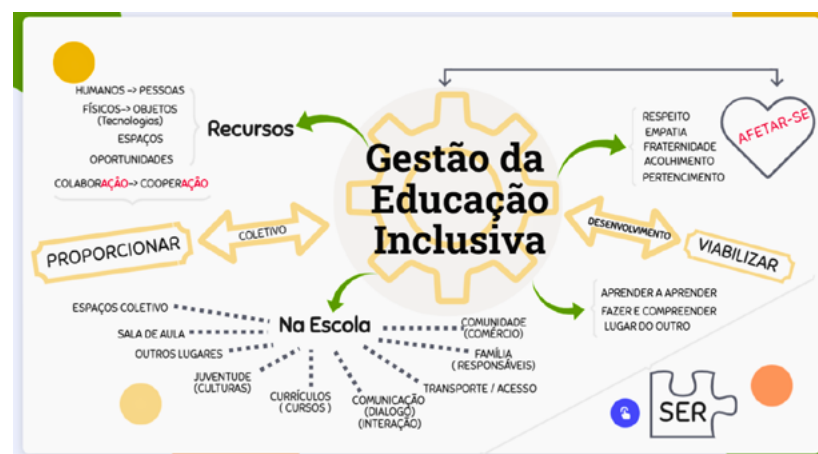 HUMANOS -> PESSOAS
FÍSICOS-> OBJETOS
(Tecnologias)
ESPAÇOS
OPORTUNIDADES
COLABORAÇÃO-> COOPERAÇÃO
Recursos
Gestão da
Educação
Inclusiva
RESPEITO
EMPATIA
FRATERNIDADE
ACOLHIMENTO
PERTENCIMENTO
AFETAR-SE
PROPORCIONAR
COLETIVO
DESENVOLVIMENTO
VIABILIZAR
APRENDER A APRENDER
FAZER E COMPREENDER
LUGAR DO OUTRO
Na Escola
ESPAÇOS COLETIVO
SALA DE AULA
OUTROS LUGARES
JUVENTUDE
(CULTURAS)
CURRÍCULOS
( CURSOS )
COMUNICAÇÃO
(DIALOGO)
(INTERAÇÃO)
TRANSPORTE / ACESSO
FAMÍLIA
( RESPONSÁVEIS)
COMUNIDADE
(COMÉRCIO)
SER